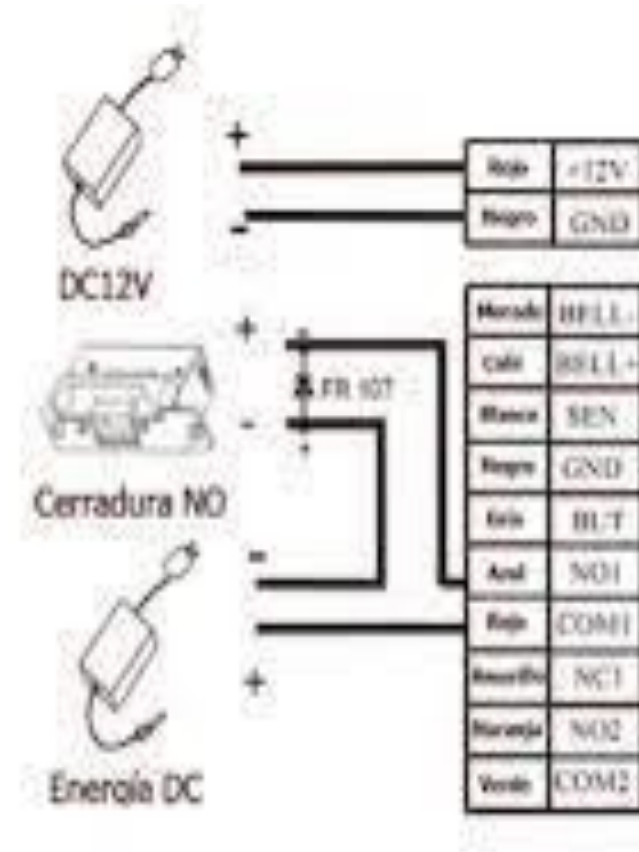 +
-
DC12V
Rojo +12V
Negro GND
+
-
FR 107
Cerradura NO
-
+
Energia DC
Morado BELL-
Café BELL+
Blanco SEN
Negro GND
Gris BUT
Azul NO1
Rojo COM1
Amarillo NC1
Naranja NO2
Verde COM2